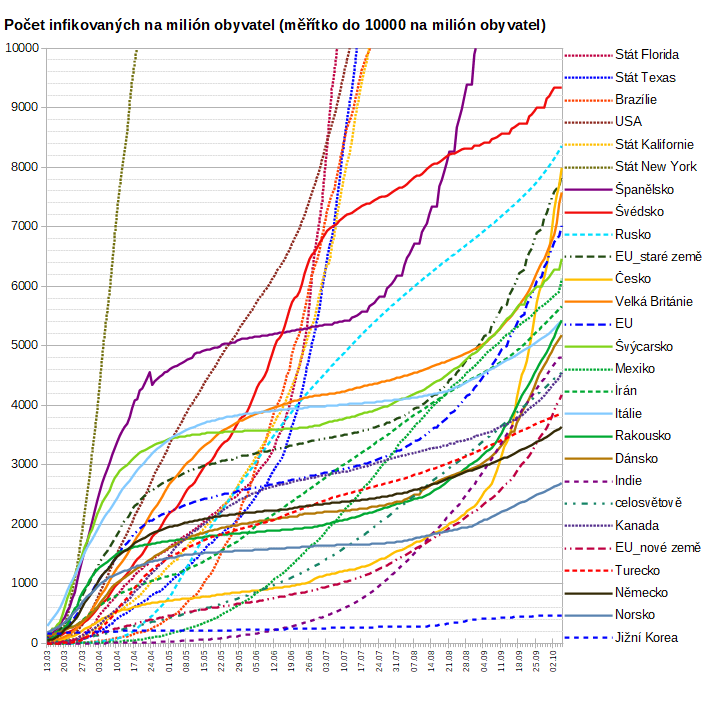 Počet infikovaných na milión obyvatel (měřítko do 10000 na milión obyvatel)
10000
9000
8000
7000
6000
5000
4000
3000
2000
1000
0
13.03 20.03 27.03 03.04 10.04 17.04 24.04 01.05 08.05 15.05 22.05 29.05 05.06 12.06 19.06 26.06 03.07 10.07 17.07 24.07 31.07 07.08 14.08 21.08 28.08 04.09 11.09 18.09 25.09 02.10
Stát Florida
Stát Texas
Brazílie
USA
Stát Kalifornie
Stát New York
Španělsko
Švédsko
Rusko
EU_staré země
Česko
Velká Británie
EU
Švýcarsko
Mexiko
Írán
Itálie
Rakousko
Dánsko
Indie
celosvětově
Kanada
EU_nové země
Turecko
Německo
Norsko
Jižní Korea